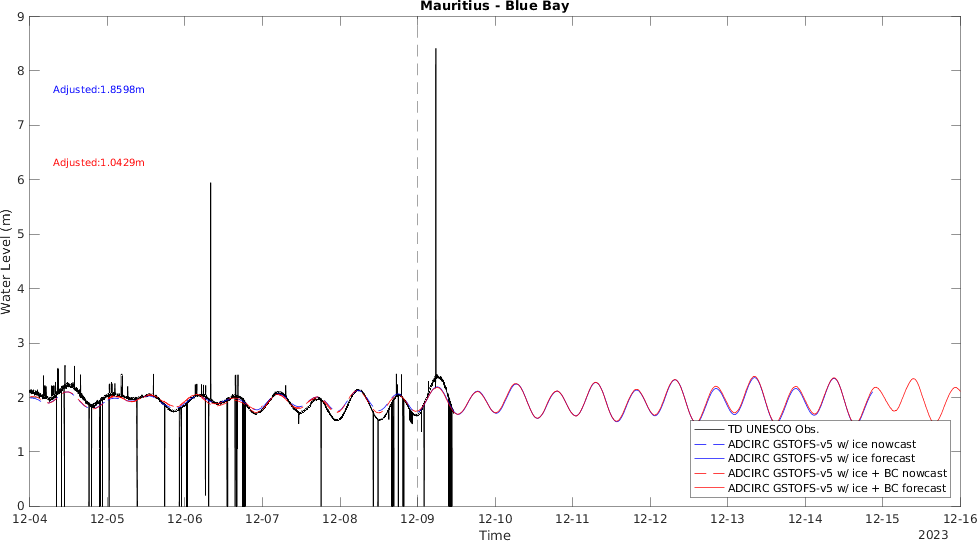 Mauritius - Blue Bay
9
8
7
6
5
4
3
2
1
0
Water Level (m)
Adjusted:1.8598m
Adjusted:1.0429m
TD UNESCO Obs.
ADCIRC GSTOFS-v5 w/ ice nowcast
ADCIRC GSTOFS-v5 w/ ice forecast
ADCIRC GSTOFS-v5 w/ ice + BC nowcast
ADCIRC GSTOFS-v5 w/ ice + BC forecast
12-04 12-05 12-06 12-07 12-08 12-09 12-10 12-11 12-12 12-13 12-14 12-15 12-16
Time
2023